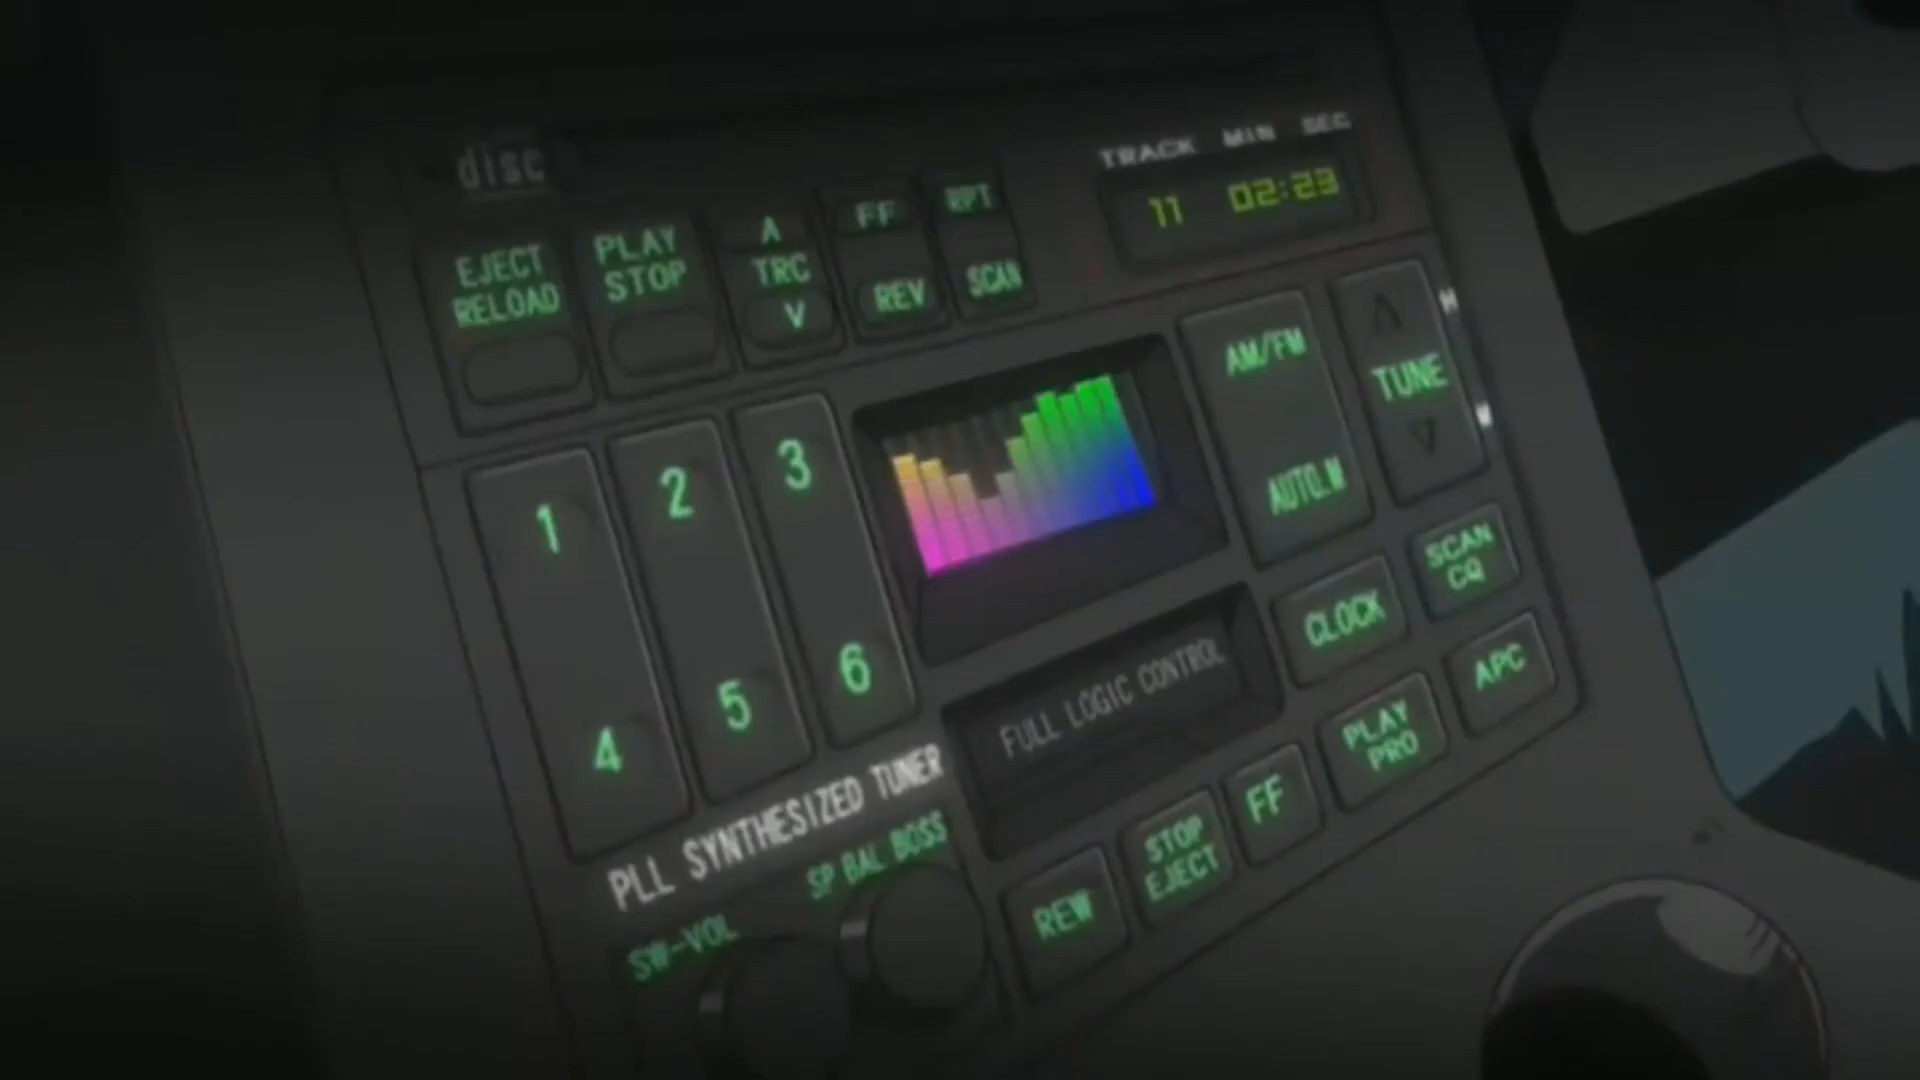 disc
TRACK MIN SEC
11 02:23
EJECT
RELOAD
PLAY
STOP
TRC
FF
REV
RPT
SCAN
1
2
3
4
5
6
AM/FM
AUTO.M
TUNE
CLOCK
SCAN
CQ
FULL LOGIC CONTROL
PLL SYNTHESIZED TUNER
SW-VOL
SP BAL BOSS
REW
STOP
EJECT
FF
PLAY
PRO
APC